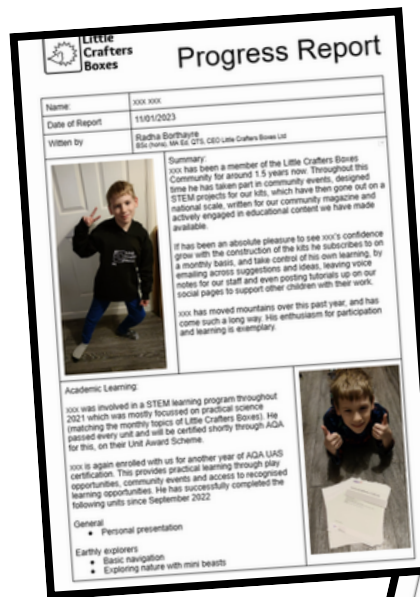 Little
Crafters
Boxes
Progress Report
Name: xxx xxx
Date of Report 11/01/2023
Witten by Radha Borthayre
BSc (hons), MA Ed, QTS, CEO Little Crafters Boxes Ltd
Summary:
xxx has been a member of the Little Crafters Boxes
Community for around 1.5 years now. Throughout this
time he has taken part in community events, designed
STEM projects for our kits, which have then gone out on a
national scale, written for our community magazine and
actively engaged in educational content we have made
available.
If has been an absolute pleasure to see xxx's confidence
grow with the construction of the kits he subscribes to on
a monthly basis, and take control of his own learning, by
emailing across suggestions and ideas, leaving voice
notes for our staff and even posting tutorials up on our
social pages to support other children with their work.
xxx has moved mountains over this past year, and has
come such a long way. His enthusiasm for participation
and learning is exemplary.
Academic Learning:
xxx was involved in a STEM learning program throughout
2021 which was mostly focussed on practical science
(matching the monthly topics of Little Crafters Boxes). He
passed every unit and will be certified shortly through AQA
for this, on their Unit Award Scheme.
xxx is again enrolled with us for another year of AQA UAS
certification. This provides practical learning through play
opportunities, community events and access to recognised
learning opportunities. He has successfully completed the
following units since September 2022
General
• Personal presentation
Earthly explorers
• Basic navigation
• Exploring nature with mini beasts